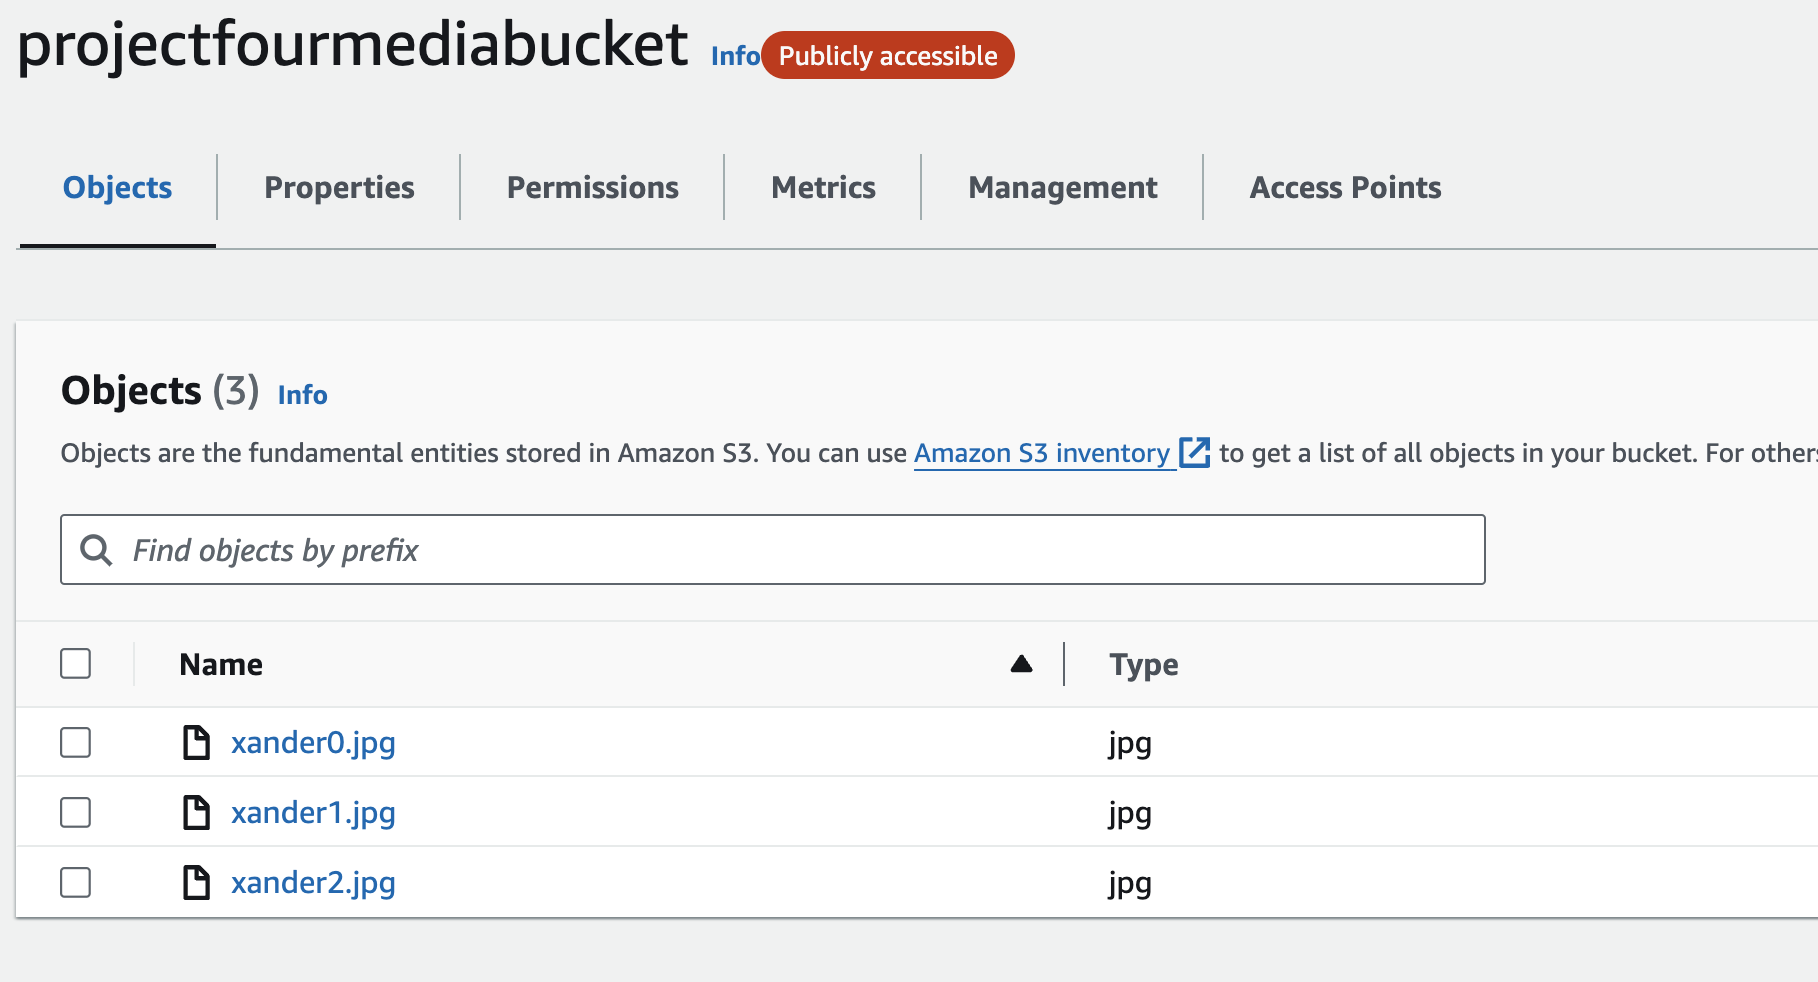 projectfourmediabucket Info Publicly accessible
Objects Properties Permissions Metrics Management Access Points
Objects (3) Info
Objects are the fundamental entities stored in Amazon S3. You can use Amazon S3 inventory to get a list of all objects in your bucket. For others
Find objects by prefix
Name Type
xander0.jpg jpg
xander1.jpg jpg
xander2.jpg jpg